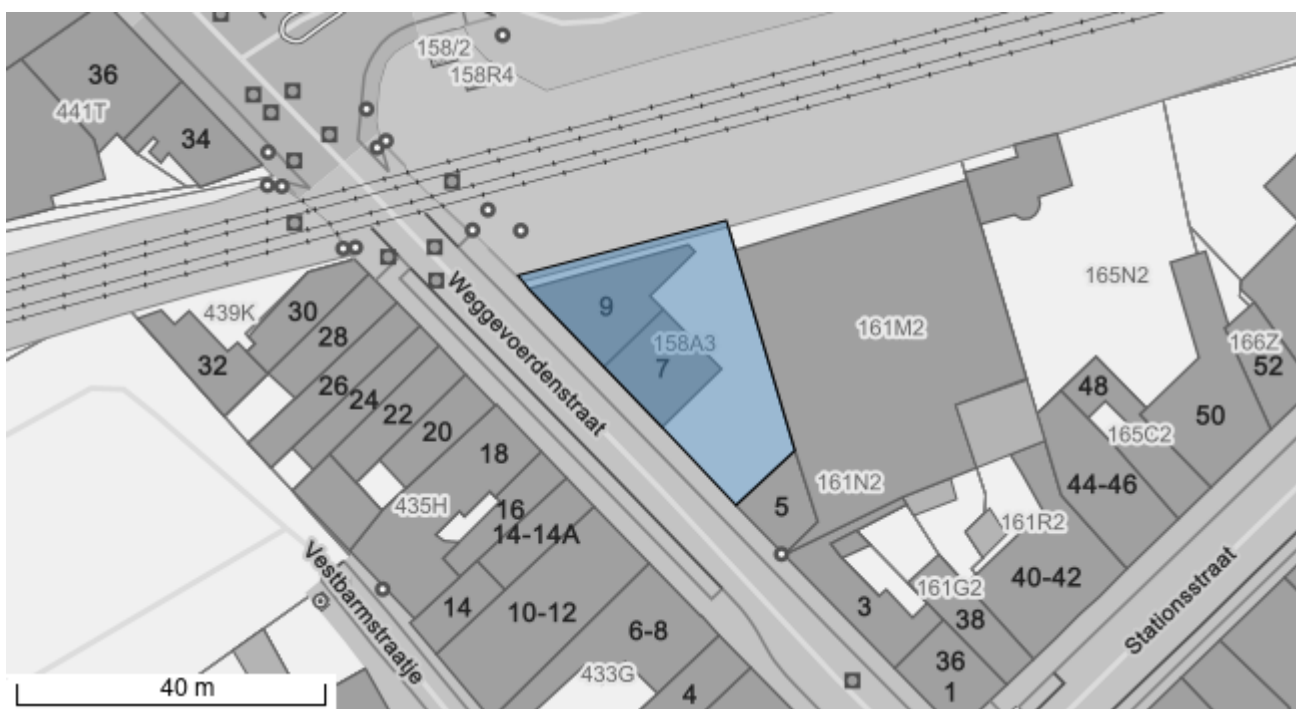 158/2
158R4
36
441T
34
165N2
9
439K
30
Weggevoerdenstraat
161M2
28
158A3
166Z
32
7
52
26
48
24
22
50
20
165C2
18
161N2
44-46
435H
5
16
161R2
14-14A
Vestbarmstraatje
40-42
161G2
Stationsstraat
14
10-12
3
38
6-8
36
433G
40 m
4
1